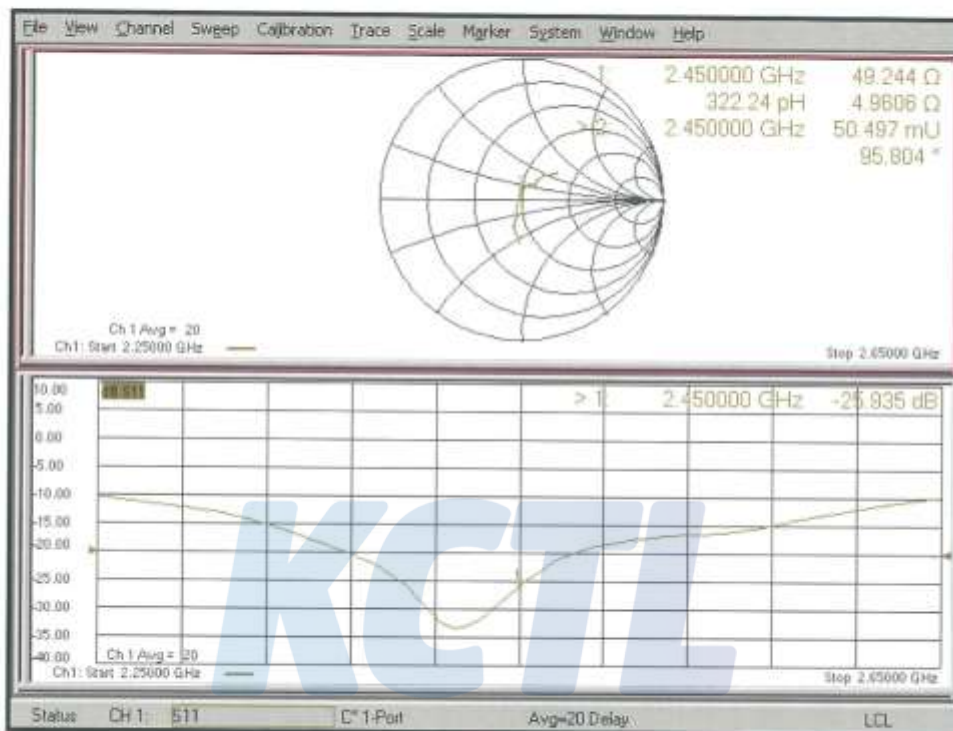 File View Channel Sweep Calibration Trace Scale Marker System Window Help
1 2.450000 GHz 49.244 Ω
322.24 pH 4.9606 Ω
> 2 2.450000 GHz 50.497 mU
95.804 °
Ch 1 Avg = 20
Ch1: Start 2.25000 GHz
Stop 2.65000 GHz
10.00
dB S11
> 1 2.450000 GHz -25.935 dB
5.00
0.00
-5.00
-10.00
-15.00
-20.00
-25.00
1
-30.00
-35.00
-40.00
Ch 1 Avg = 20
Ch1: Start 2.25000 GHz
Stop 2.65000 GHz
KCTL
Status CH 1: S11 C* 1-Port Avg=20 Delay LCL